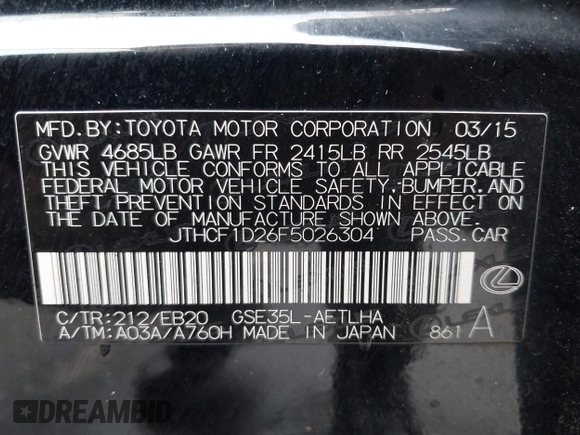 MFD.BY:TOYOTA MOTOR CORPORATION 03/15
GVWR 4685LB GAWR FR 2415LB RR 2545LB
THIS VEHICLE CONFORMS TO ALL APPLICABLE
FEDERAL MOTOR VEHICLE SAFETY,BUMPER,AND
THEFT PREVENTION STANDARDS IN EFFECT ON
THE DATE OF MANUFACTURE SHOWN ABOVE.
JTHCF1D26F5026304 PASS.CAR
C/TR:212/EB20 GSE35L-AETLHA
A/TM:A03A/A760H MADE IN JAPAN 861 A
DREAMBID